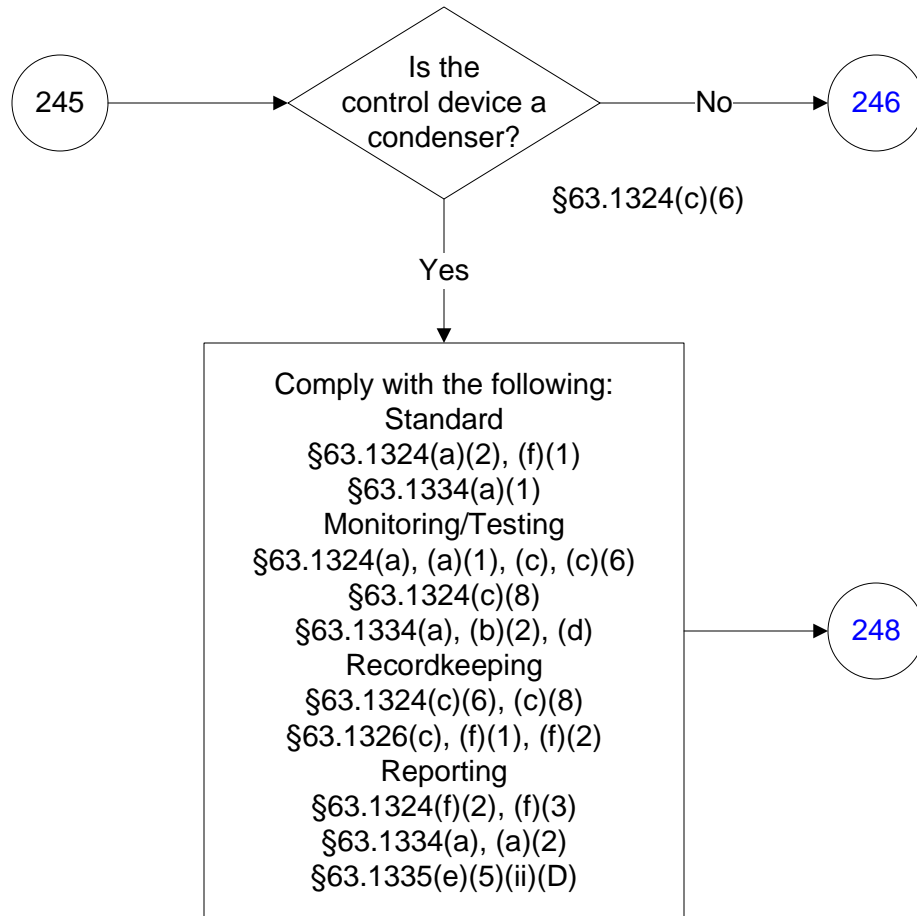 245
Is the
control device a
condenser?
No
246
§63.1324(c)(6)
Yes
Comply with the following:
Standard
§63.1324(a)(2), (f)(1)
§63.1334(a)(1)
Monitoring/Testing
§63.1324(a), (a)(1), (c), (c)(6)
§63.1324(c)(8)
§63.1334(a), (b)(2), (d)
Recordkeeping
§63.1324(c)(6), (c)(8)
§63.1326(c), (f)(1), (f)(2)
Reporting
§63.1324(f)(2), (f)(3)
§63.1334(a), (a)(2)
§63.1335(e)(5)(ii)(D)
248